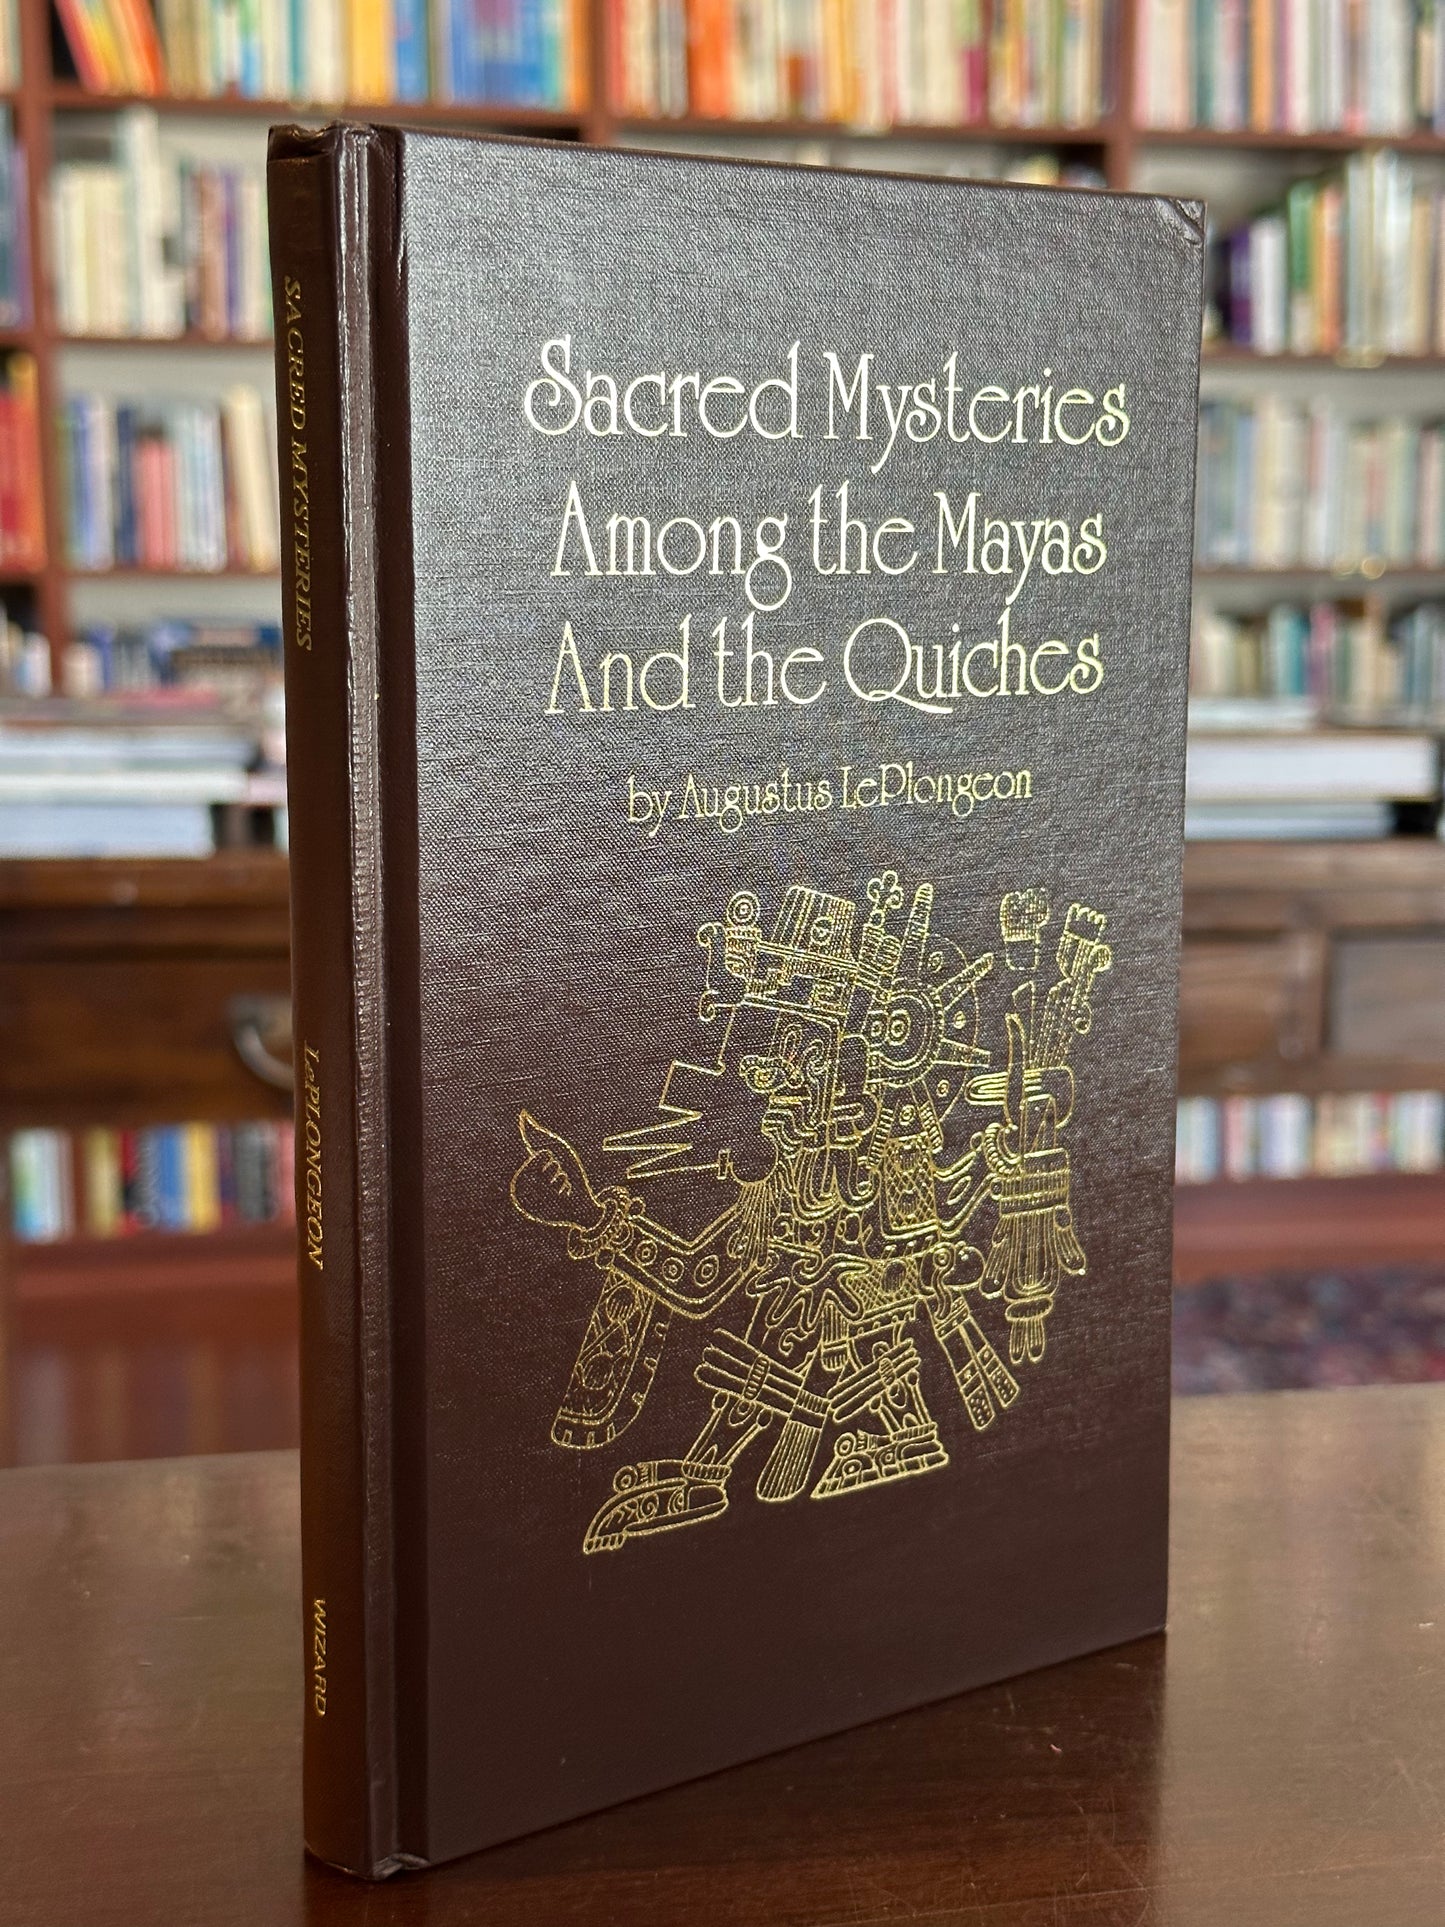 SACRED MYSTERIES
LePLONGEON
WIZARD
Sacred Mysteries
Among the Mayas
And the Quiches
by Augustus LePlongeon